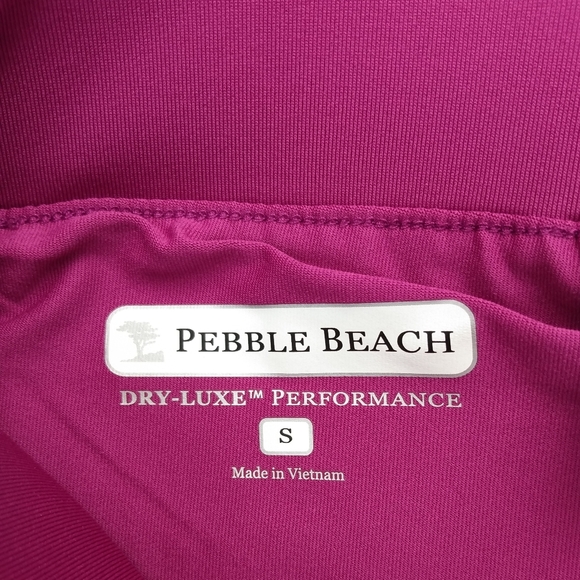 PEBBLE BEACH
DRY-LUXE™ PERFORMANCE
S
Made in Vietnam